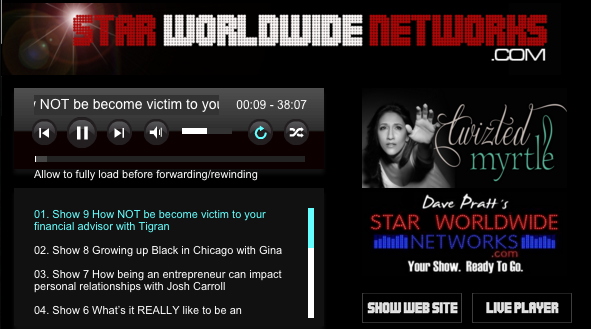 STAR WORLDWIDE NETWORKS
.COM
NOT be become victim to you
00:09 - 38:07
Allow to fully load before forwarding/rewinding
01. Show 9 How NOT be become victim to your
financial advisor with Tigran
02. Show 8 Growing up Black in Chicago with Gina
03. Show 7 How being an entrepreneur can impact
personal relationships with Josh Carroll
04. Show 6 What's it REALLY like to be an
twizted
myrtle
Dave Pratt's
STAR WORLDWIDE
NETWORKS
.com
Your Show. Ready To Go.
SHOW WEB SITE
LIVE PLAYER